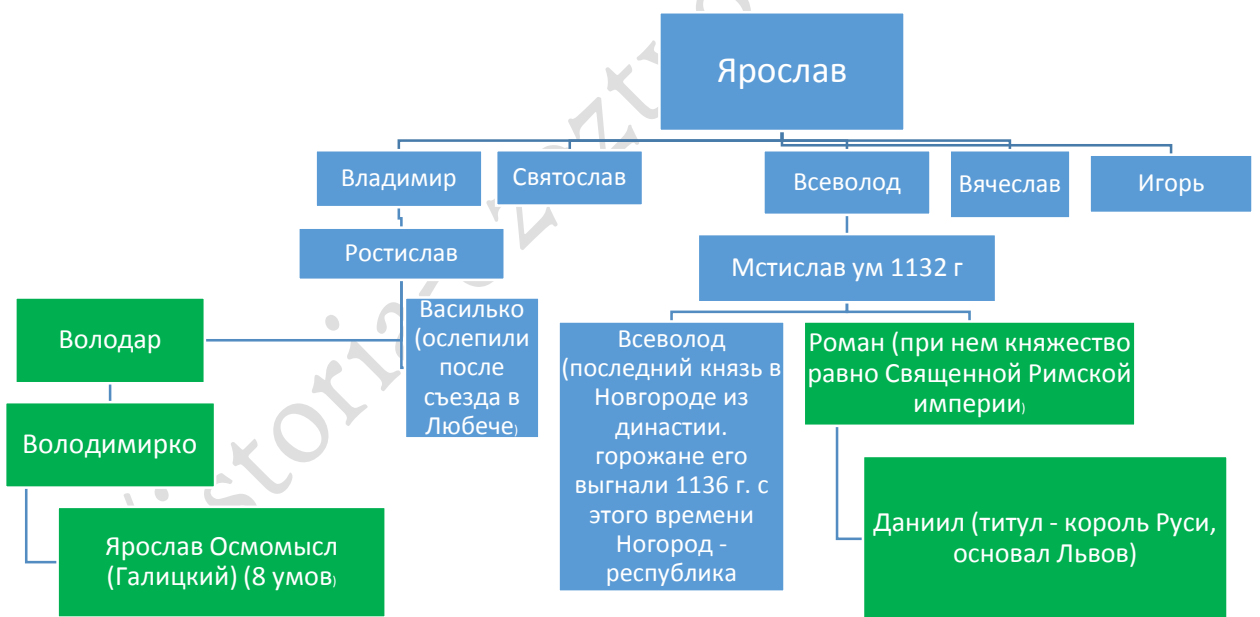 Ярослав
Владимир
Святослав
Всеволод
Вячеслав
Игорь
Ростислав
Мстислав ум 1132 г
Володар
Василько
(ослепили
после
съезда в
Любече)
Всеволод
(последний князь в
Новгороде из
династии.
горожане его
выгнали 1136 г. с
этого времени
Ногород -
республика
Роман (при нем княжество
равно Священной Римской
империи)
Володимирко
Ярослав Осмомысл
(Галицкий) (8 умов)
Даниил (титул - король Руси,
основал Львов)